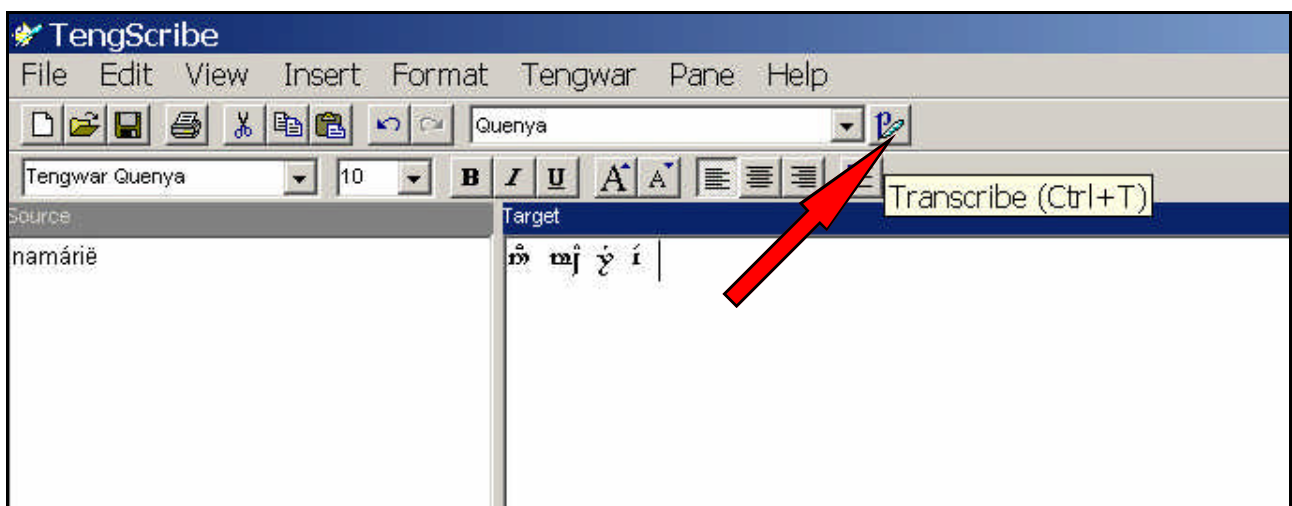 TengScribe
File Edit View Insert Format Tengwar Pane Help
Quenya
Tengwar Quenya 10 B I U A A
Transcribe (Ctrl+T)
Source Target
namárië